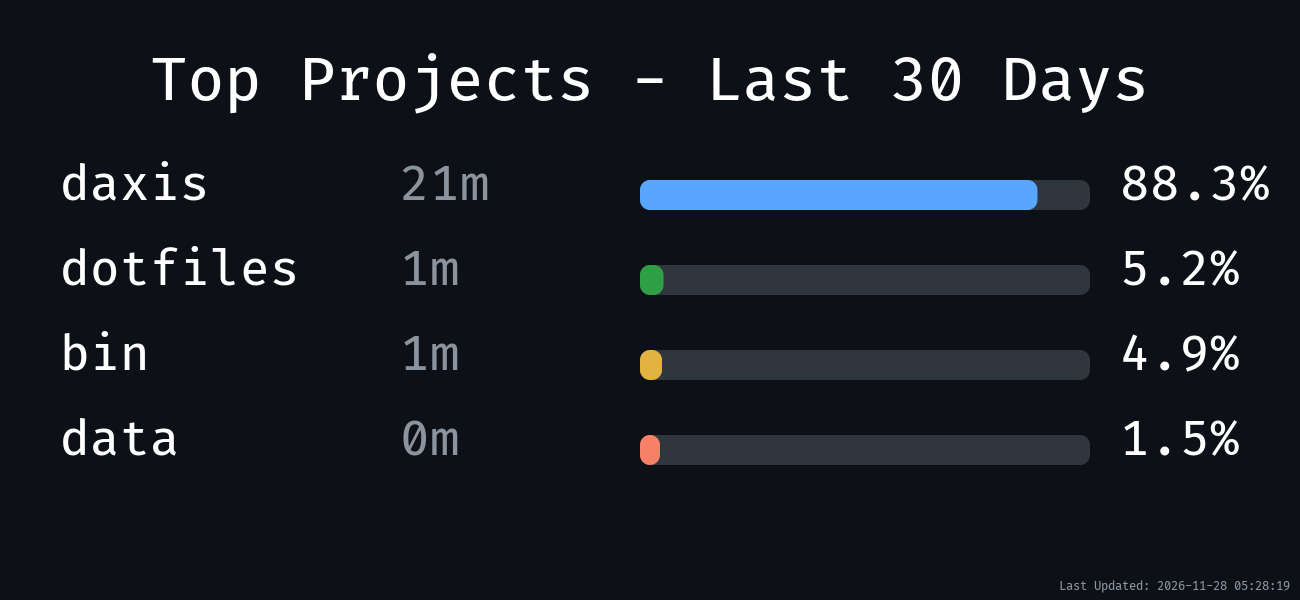 Top Projects - Last 30 Days
daxis 21m 88.3%
dotfiles 1m 5.2%
bin 1m 4.9%
data 0m 1.5%
Last Updated: 2026-11-28 05:28:19